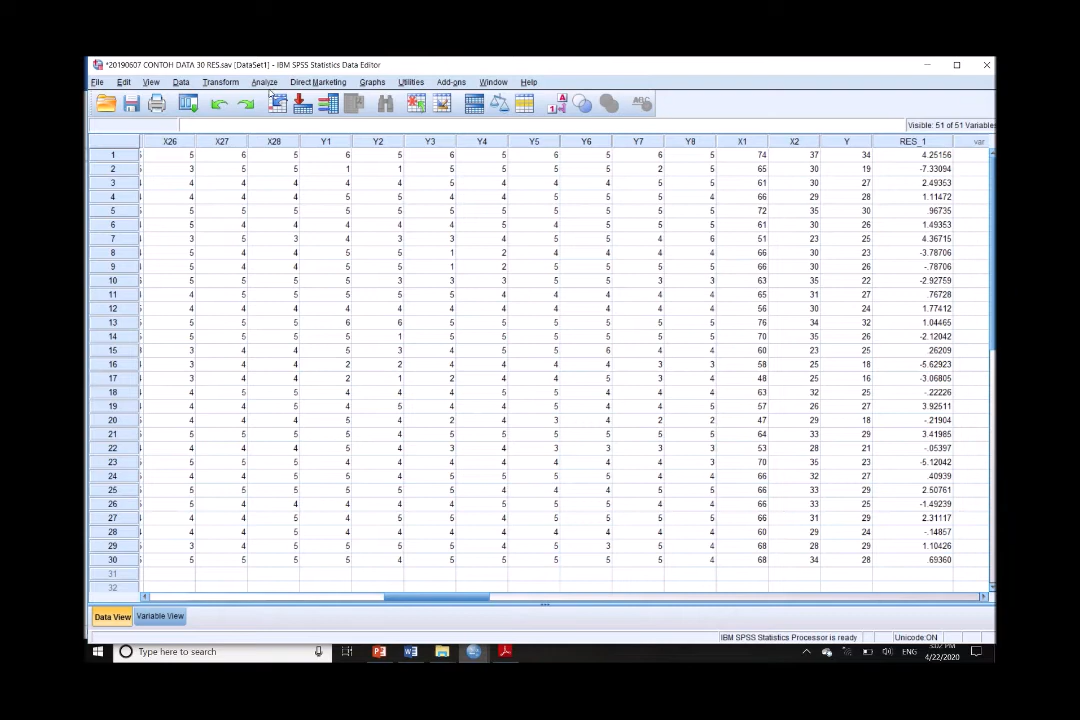 *20190607 CONTOH DATA 30 RES.sav [DataSet1] - IBM SPSS Statistics Data Editor
File Edit View Data Transform Analyze Direct Marketing Graphs Utilities Add-ons Window Help
Visible: 51 of 51 Variables
X26 X27 X28 Y1 Y2 Y3 Y4 Y5 Y6 Y7 Y8 X1 X2 Y RES_1 var
1 5 6 5 6 5 6 5 6 5 6 5 74 37 34 4.25156
2 3 5 5 1 1 5 5 5 5 2 5 65 30 19 -7.33094
3 4 4 4 4 4 5 4 4 4 5 4 61 30 27 2.49353
4 4 4 4 5 5 4 4 5 5 5 4 66 29 28 1.11472
5 5 5 5 5 5 5 5 5 5 5 5 72 35 30 .96735
6 5 4 4 5 4 4 4 4 5 5 5 61 30 26 1.49353
7 3 5 3 4 3 3 4 5 5 4 6 51 23 25 4.36715
8 4 4 4 5 5 1 2 4 4 4 4 66 30 23 -3.78706
9 5 4 4 5 5 1 2 5 5 5 5 66 30 26 -.78706
10 5 5 5 5 3 3 3 5 5 3 3 63 35 22 -2.92759
11 4 5 5 5 5 5 4 4 4 4 4 65 31 27 .76728
12 4 4 4 4 4 4 4 4 4 4 4 56 30 24 1.77412
13 5 4 4 6 6 5 5 5 5 5 5 76 34 32 1.04465
14 5 5 5 5 1 5 4 5 5 5 5 70 35 26 -2.12042
15 3 4 4 5 3 4 5 5 6 4 4 60 23 25 .26209
16 3 4 4 2 2 4 4 4 4 3 3 58 25 18 -5.62923
17 3 4 4 2 1 2 4 4 5 3 4 48 25 16 -3.06805
18 4 5 5 4 4 4 5 5 4 4 4 63 32 25 -.22226
19 4 4 4 4 5 4 4 5 4 4 5 57 26 27 3.92511
20 4 4 4 5 4 2 4 3 4 2 2 47 29 18 -.21904
21 5 5 5 5 4 5 5 5 5 5 5 64 33 29 3.41985
22 4 4 5 4 4 3 4 3 3 3 3 53 28 21 -.05397
23 5 5 5 4 4 3 4 4 4 4 3 70 35 23 -5.12042
24 4 4 5 4 4 5 5 5 5 4 4 66 32 27 .40939
25 5 5 5 4 4 4 4 4 4 5 5 66 33 29 2.50761
26 5 4 4 4 4 4 5 5 4 4 4 66 33 25 -1.49239
27 4 4 5 5 5 4 4 5 5 5 5 66 31 29 2.31117
28 4 4 5 4 4 4 4 4 4 4 4 60 29 24 -.14857
29 3 4 5 5 5 5 4 5 3 5 4 68 28 29 1.10426
30 5 5 5 5 4 5 5 5 5 5 4 68 34 28 .69360
31
32
Data View Variable View
IBM SPSS Statistics Processor is ready Unicode:ON
Type here to search
ENG
4/22/2020